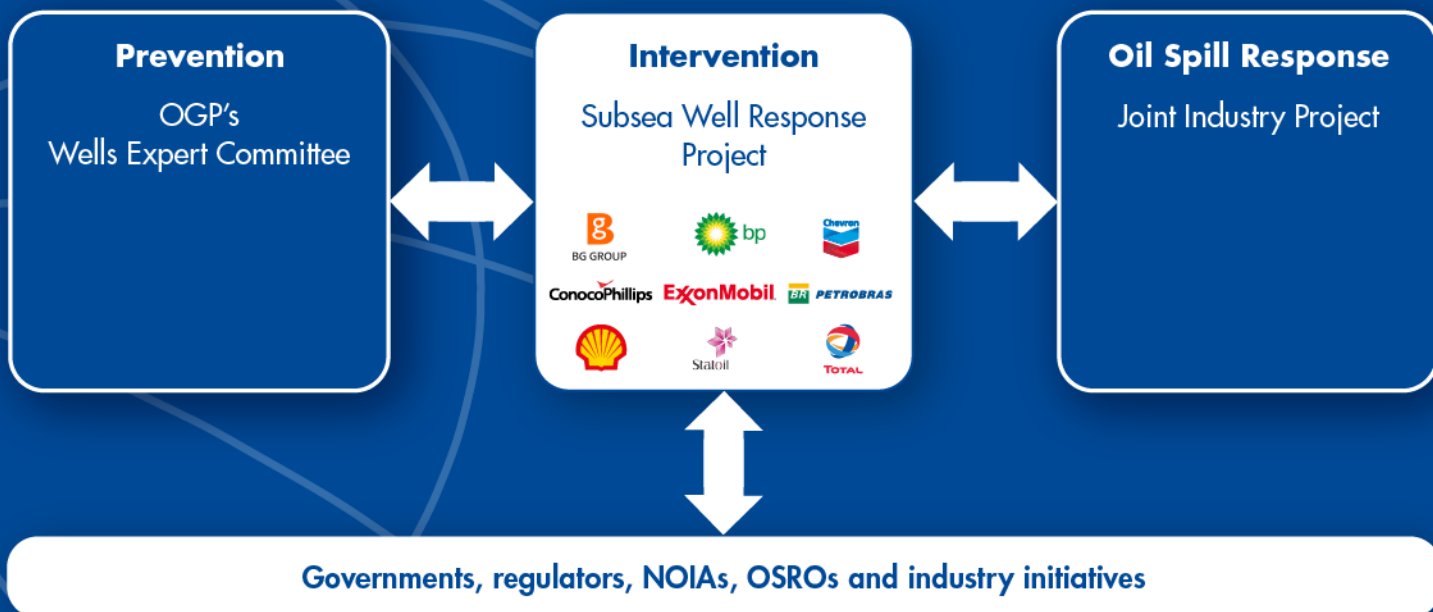 Prevention
OGP's
Wells Expert Committee
Intervention
Subsea Well Response
Project
BG GROUP
bp
Chevron
ConocoPhillips
ExxonMobil
BR PETROBRAS
Statoil
TOTAL
Oil Spill Response
Joint Industry Project
Governments, regulators, NOIAs, OSROs and industry initiatives